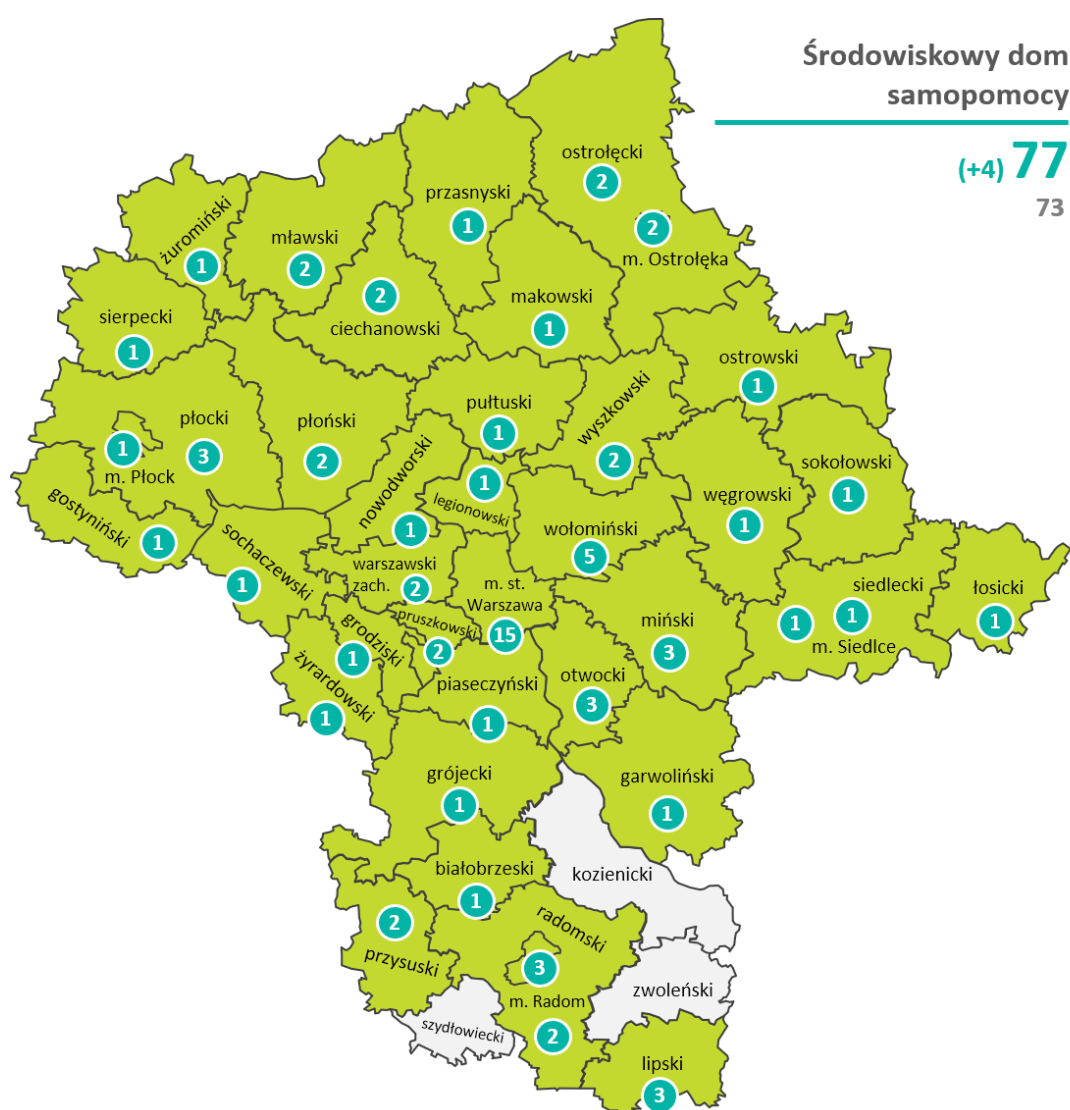 Środowiskowy dom
samopomocy
(+4) 77
73
ostrołęcki
2
przasnyski
1
2
m. Ostrołęka
żuromiński
1
mławski
2
2
ciechanowski
makowski
1
sierpecki
1
ostrowski
1
płocki
3
1
m. Płock
płoński
2
pułtuski
1
wyszkowski
2
sokołowski
1
węgrowski
1
nowodworski
1
1
legionowski
gostyniński
1
wołomiński
5
sochaczewski
1
warszawski
zach.
2
m. st.
Warszawa
15
siedlecki
1
1
m. Siedlce
łosicki
1
pruszkowski
2
grodziski
1
miński
3
żyrardowski
1
piaseczyński
1
otwocki
3
grójecki
1
garwoliński
1
białobrzeski
1
kozienicki
2
przysuski
radomski
3
m. Radom
2
zwoleński
szydłowiecki
lipski
3